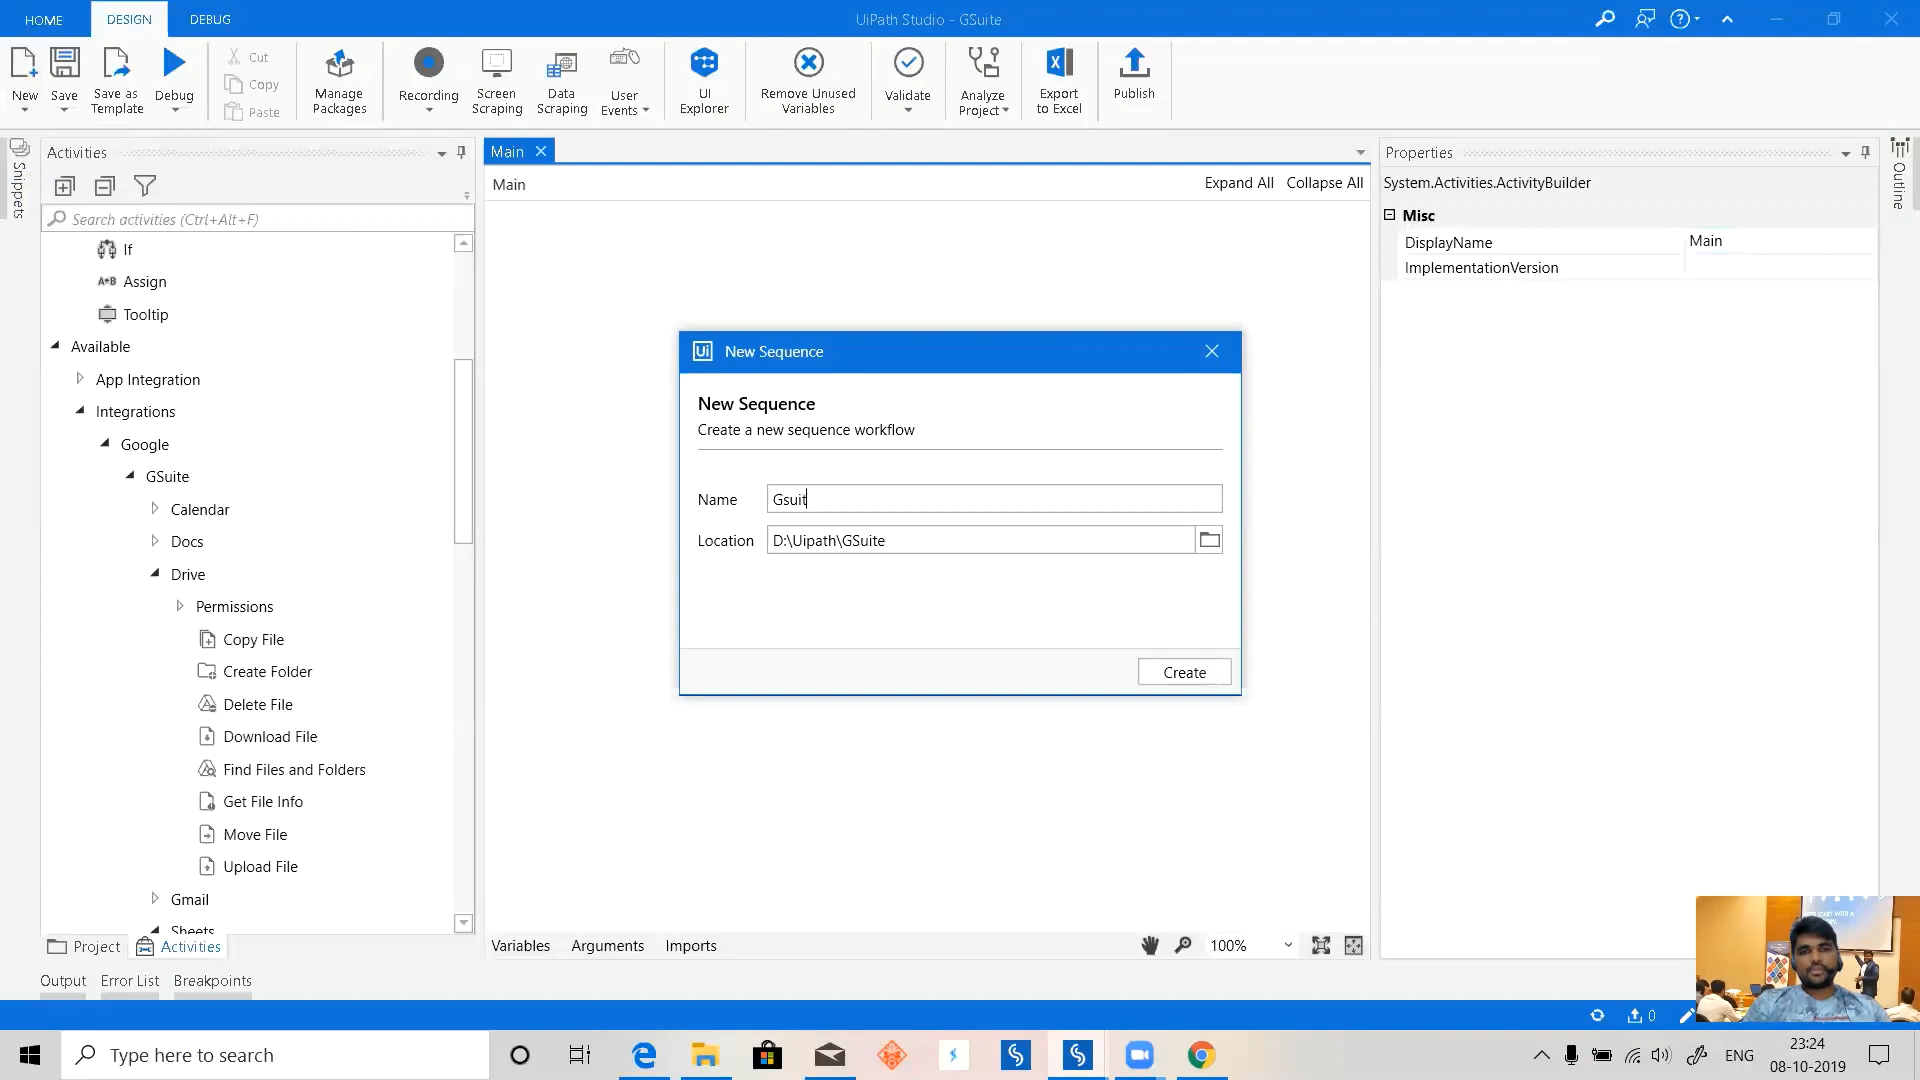 HOME
DESIGN
DEBUG
UiPath Studio - GSuite
New
Save
Save as Template
Debug
Cut
Copy
Paste
Manage Packages
Recording
Screen Scraping
Data Scraping
User Events
UI Explorer
Remove Unused Variables
Validate
Analyze Project
Export to Excel
Publish
Snippets
Activities
Search activities (Ctrl+Alt+F)
If
A+B Assign
Tooltip
Available
App Integration
Integrations
Google
GSuite
Calendar
Docs
Drive
Permissions
Copy File
Create Folder
Delete File
Download File
Find Files and Folders
Get File Info
Move File
Upload File
Gmail
Sheets
Project
Activities
Output
Error List
Breakpoints
Main
Main
Expand All
Collapse All
Ui New Sequence
New Sequence
Create a new sequence workflow
Name
Gsuit
Location
D:\Uipath\GSuite
Create
Variables
Arguments
Imports
100%
Properties
System.Activities.ActivityBuilder
Misc
DisplayName
Main
ImplementationVersion
Outline
0
Type here to search
ENG
23:24
08-10-2019